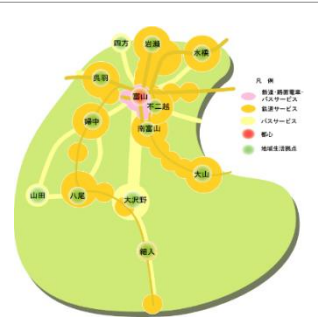 四方
岩瀬
水橋
呉羽
富山
不二越
婦中
南富山
大山
山田
八尾
大沢野
細入
凡 例
鉄道・路面電車・
バスサービス
鉄道サービス
バスサービス
都心
地域生活拠点